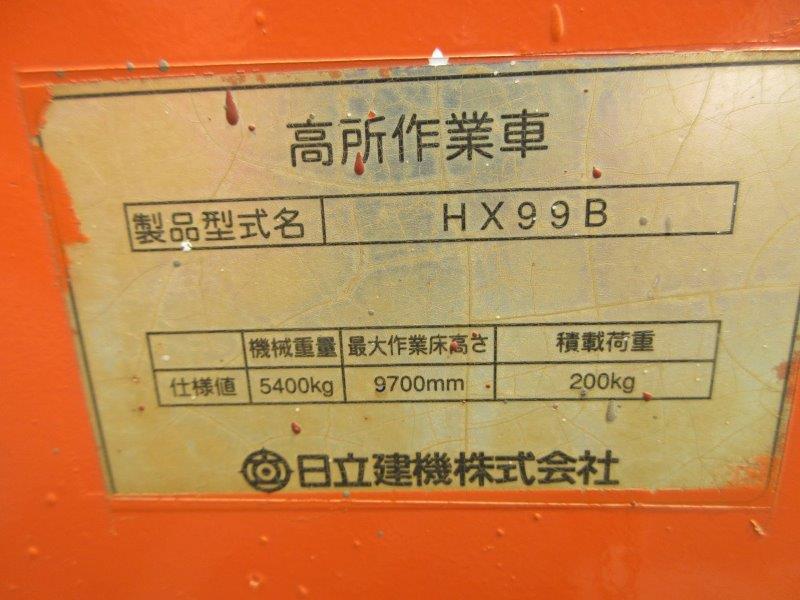 高所作業車
製品型式名 HX99B
機械重量 最大作業床高さ 積載荷重
仕様値 5400kg 9700mm 200kg
日立建機株式会社